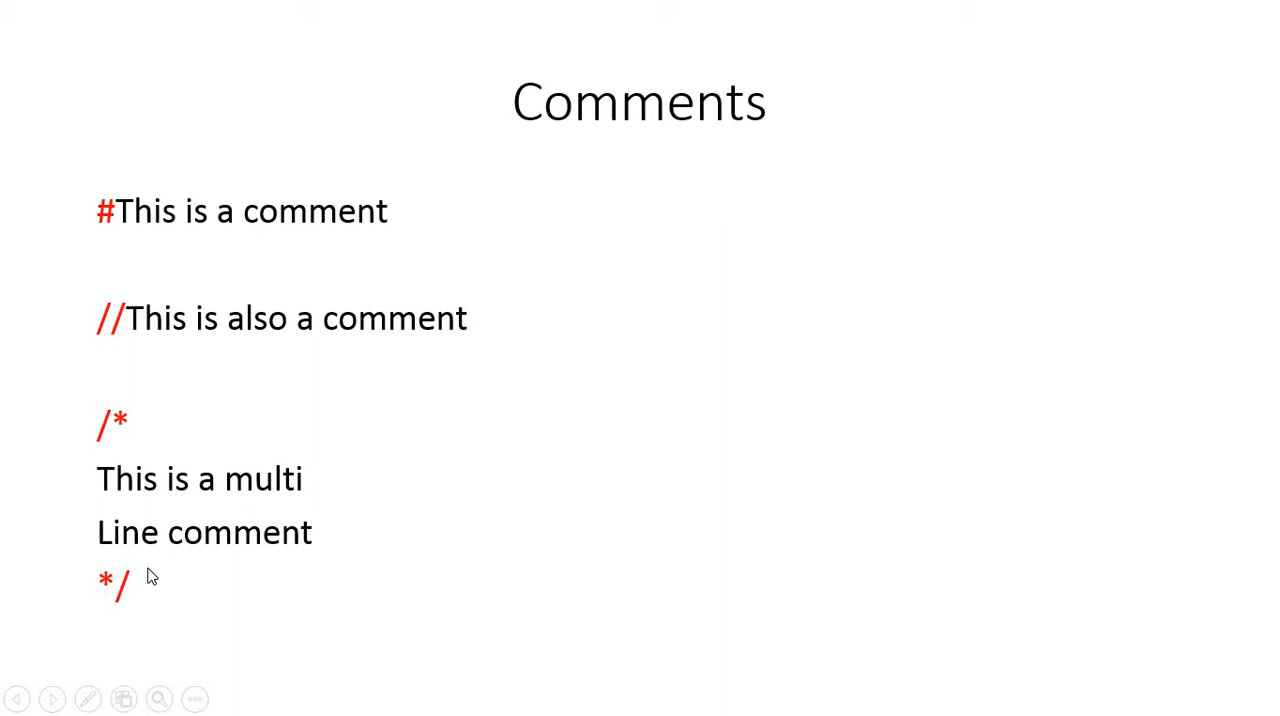 Comments
#This is a comment
//This is also a comment
/*
This is a multi
Line comment
*/